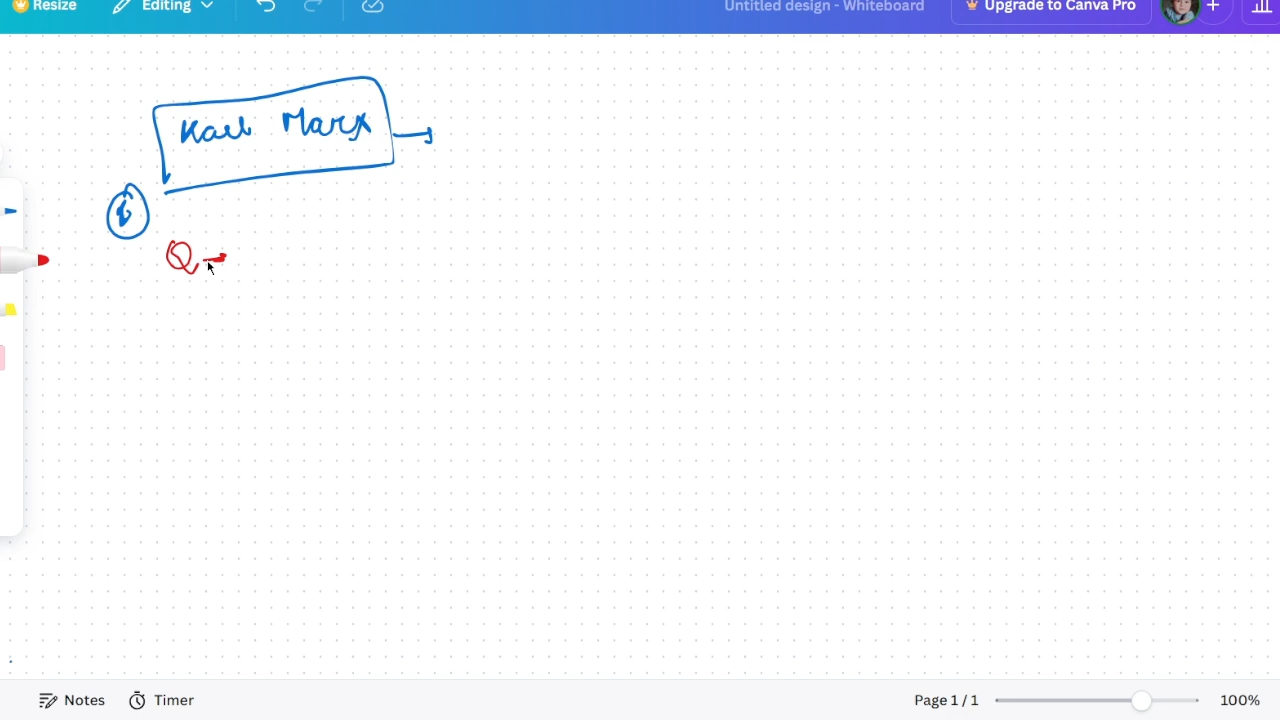 Resize Editing Untitled design - Whiteboard Upgrade to Canva Pro
Karl Marx
Q-
Notes Timer Page 1 / 1 100%